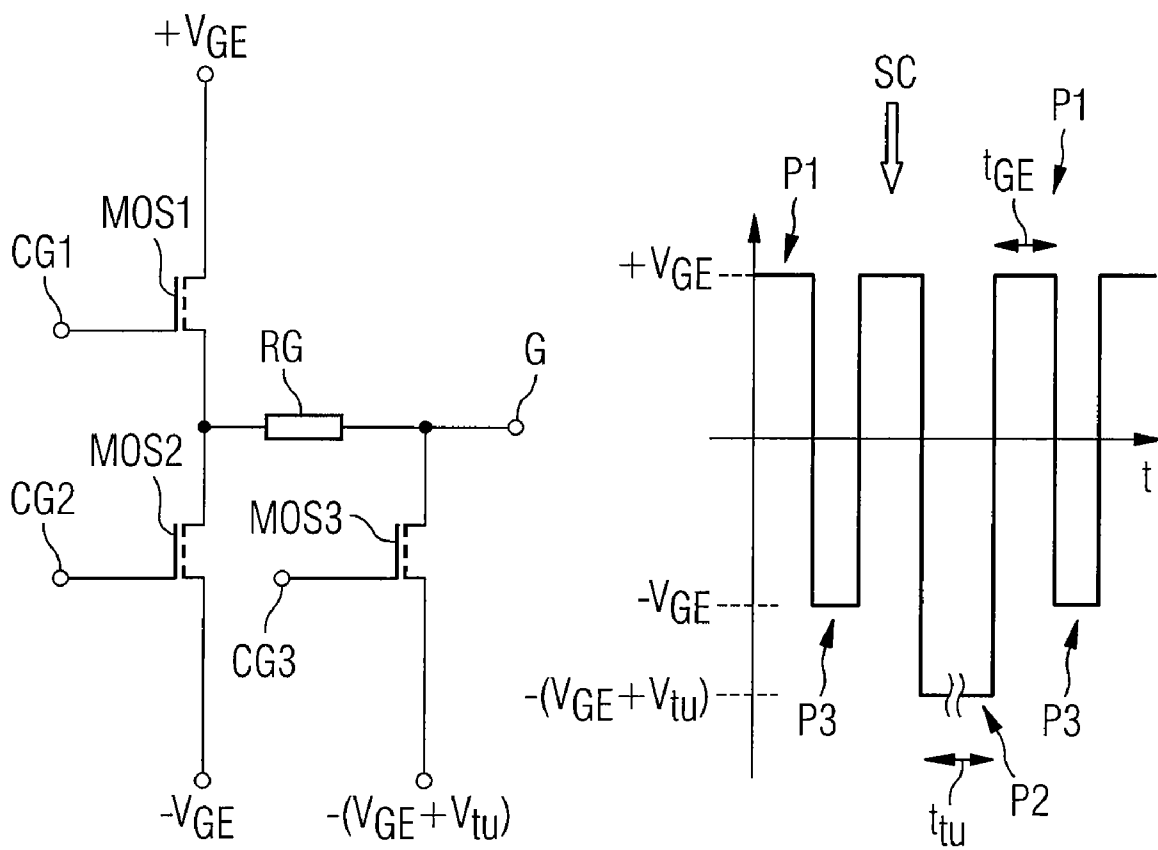 +VGE
MOS1
CG1
RG
G
MOS2
CG2
MOS3
CG3
-VGE
-(VGE+Vtu)
SC
P1
P1
tGE
+VGE
t
-VGE
-(VGE+Vtu)
P3
P3
P2
ttu